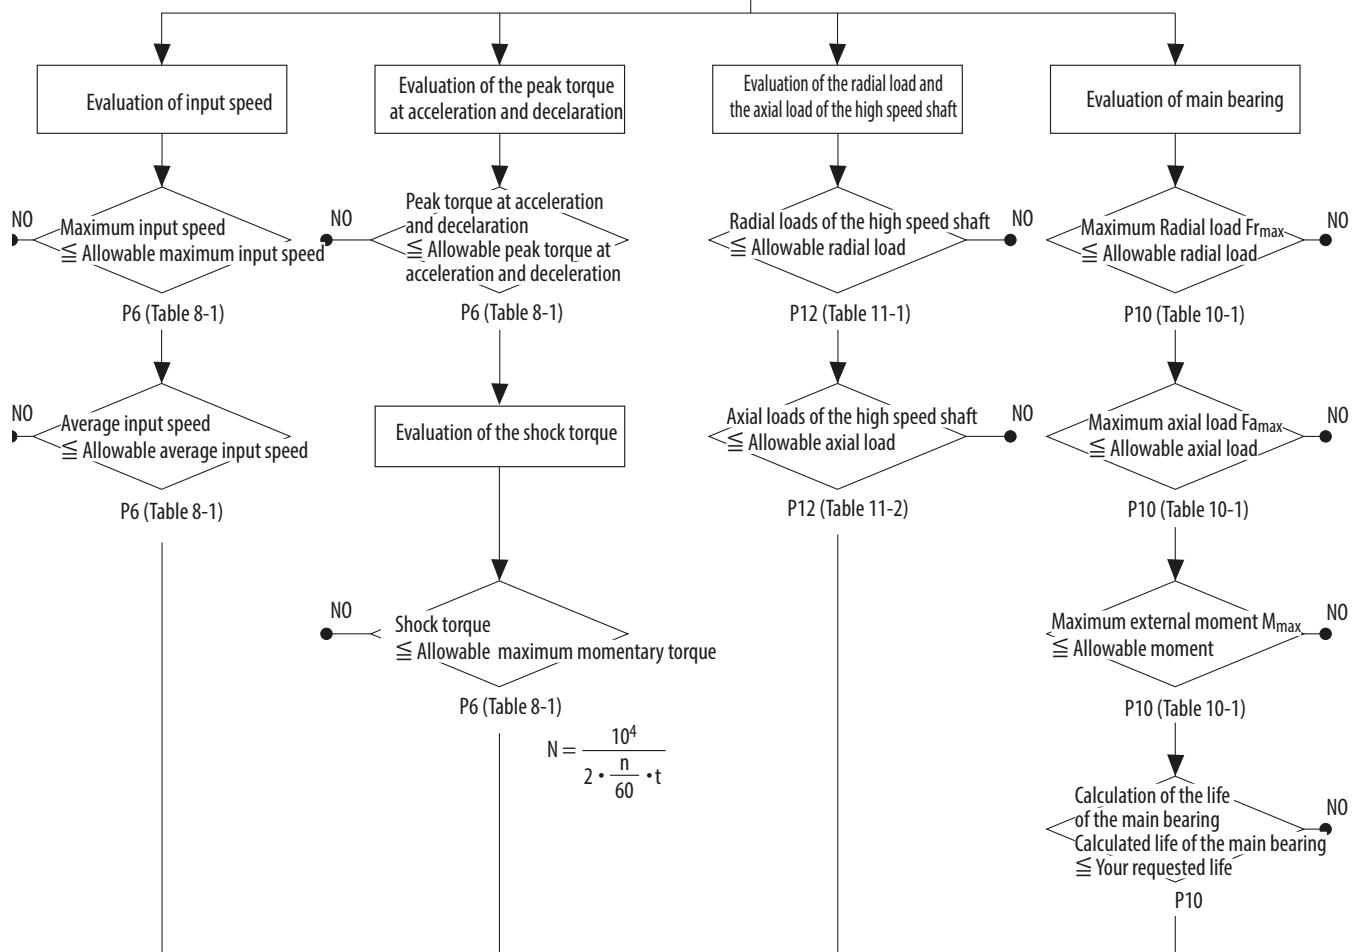 Evaluation of input speed
NO
Maximum input speed
≦ Allowable maximum input speed
P6 (Table 8-1)
NO
Average input speed
≦ Allowable average input speed
P6 (Table 8-1)
Evaluation of the peak torque
at acceleration and decelaration
NO
Peak torque at acceleration
and decelaration
≦ Allowable peak torque at
acceleration and deceleration
P6 (Table 8-1)
Evaluation of the shock torque
NO
Shock torque
≦ Allowable maximum momentary torque
P6 (Table 8-1)
N = 10⁴ / (2 • n/60 • t)
Evaluation of the radial load and
the axial load of the high speed shaft
Radial loads of the high speed shaft
≦ Allowable radial load
NO
P12 (Table 11-1)
Axial loads of the high speed shaft
≦ Allowable axial load
NO
P12 (Table 11-2)
Evaluation of main bearing
Maximum Radial load Frmax
≦ Allowable radial load
NO
P10 (Table 10-1)
Maximum axial load Famax
≦ Allowable axial load
NO
P10 (Table 10-1)
Maximum external moment Mmax
≦ Allowable moment
NO
P10 (Table 10-1)
Calculation of the life
of the main bearing
Calculated life of the main bearing
≦ Your requested life
NO
P10